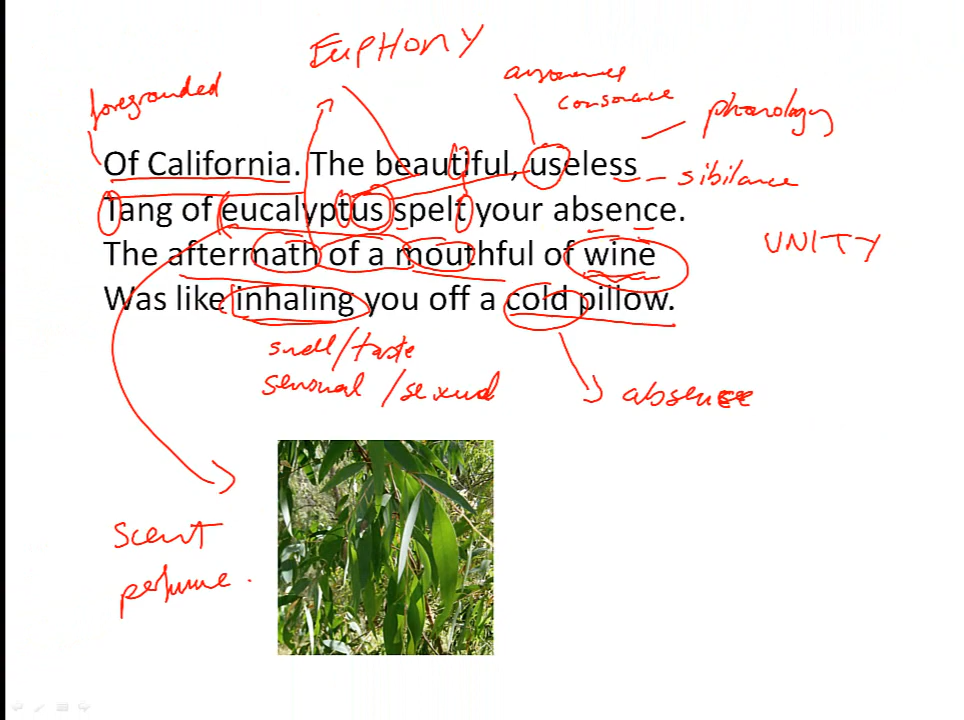 EUPHONY
foregrounded
assonance
consonance
phonology
Of California. The beautiful, useless
sibilance
Tang of eucalyptus spelt your absence.
The aftermath of a mouthful of wine
UNITY
Was like inhaling you off a cold pillow.
smell/taste
sensual/sexual
absence
scent
perfume.